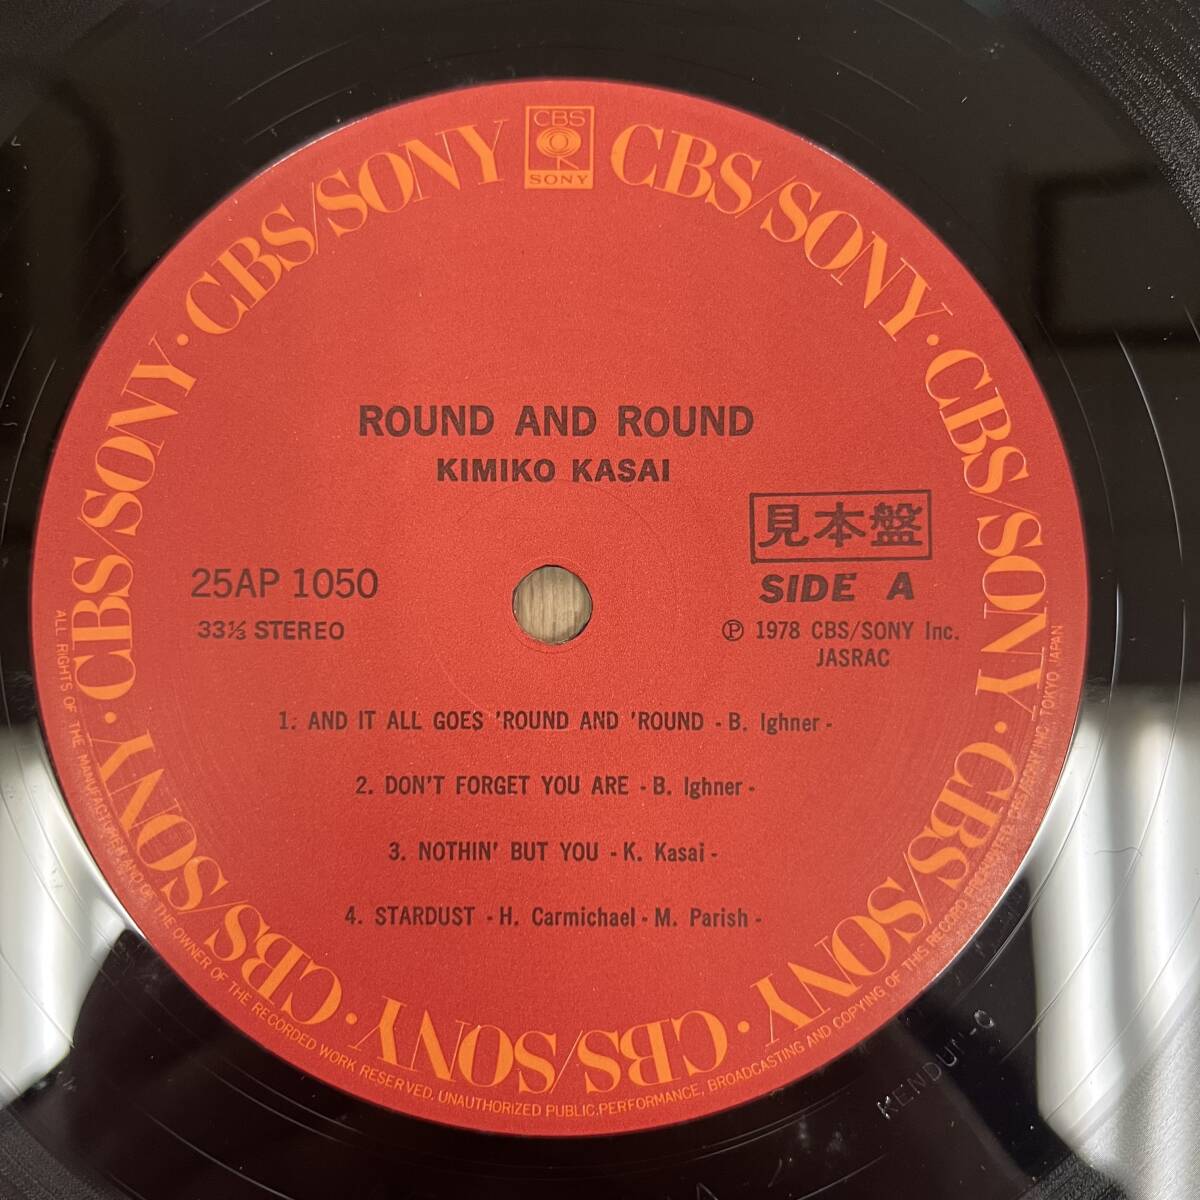 CBS
SONY
CBS/SONY · CBS/SONY · CBS/SONY · CBS/SONY · CBS/SONY · CBS/SONY · CBS/SONY · CBS/SONY
ROUND AND ROUND
KIMIKO KASAI
見本盤
25AP 1050
SIDE A
33⅓ STEREO
Ⓟ 1978 CBS/SONY Inc.
JASRAC
1. AND IT ALL GOES 'ROUND AND 'ROUND - B. Ighner -
2. DON'T FORGET YOU ARE - B. Ighner -
3. NOTHIN' BUT YOU - K. Kasai -
4. STARDUST - H. Carmichael - M. Parish -
ALL RIGHTS OF THE MANUFACTURER AND OF THE OWNER OF THE RECORDED WORK RESERVED. UNAUTHORIZED PUBLIC PERFORMANCE, BROADCASTING AND COPYING OF THIS RECORD PROHIBITED. CBS/SONY INC. TOKYO JAPAN